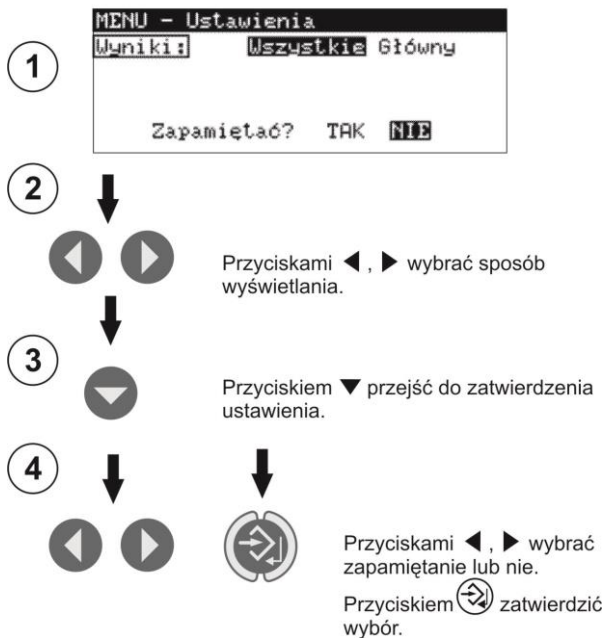 MENU - Ustawienia
Wyniki: Wszystkie Główny
1
Zapamiętać? TAK NIE
2
Przyciskami ◀ , ▶ wybrać sposób
wyświetlania.
3
Przyciskiem ▼ przejść do zatwierdzenia
ustawienia.
4
Przyciskami ◀ , ▶ wybrać
zapamiętanie lub nie.
Przyciskiem zatwierdzić
wybór.